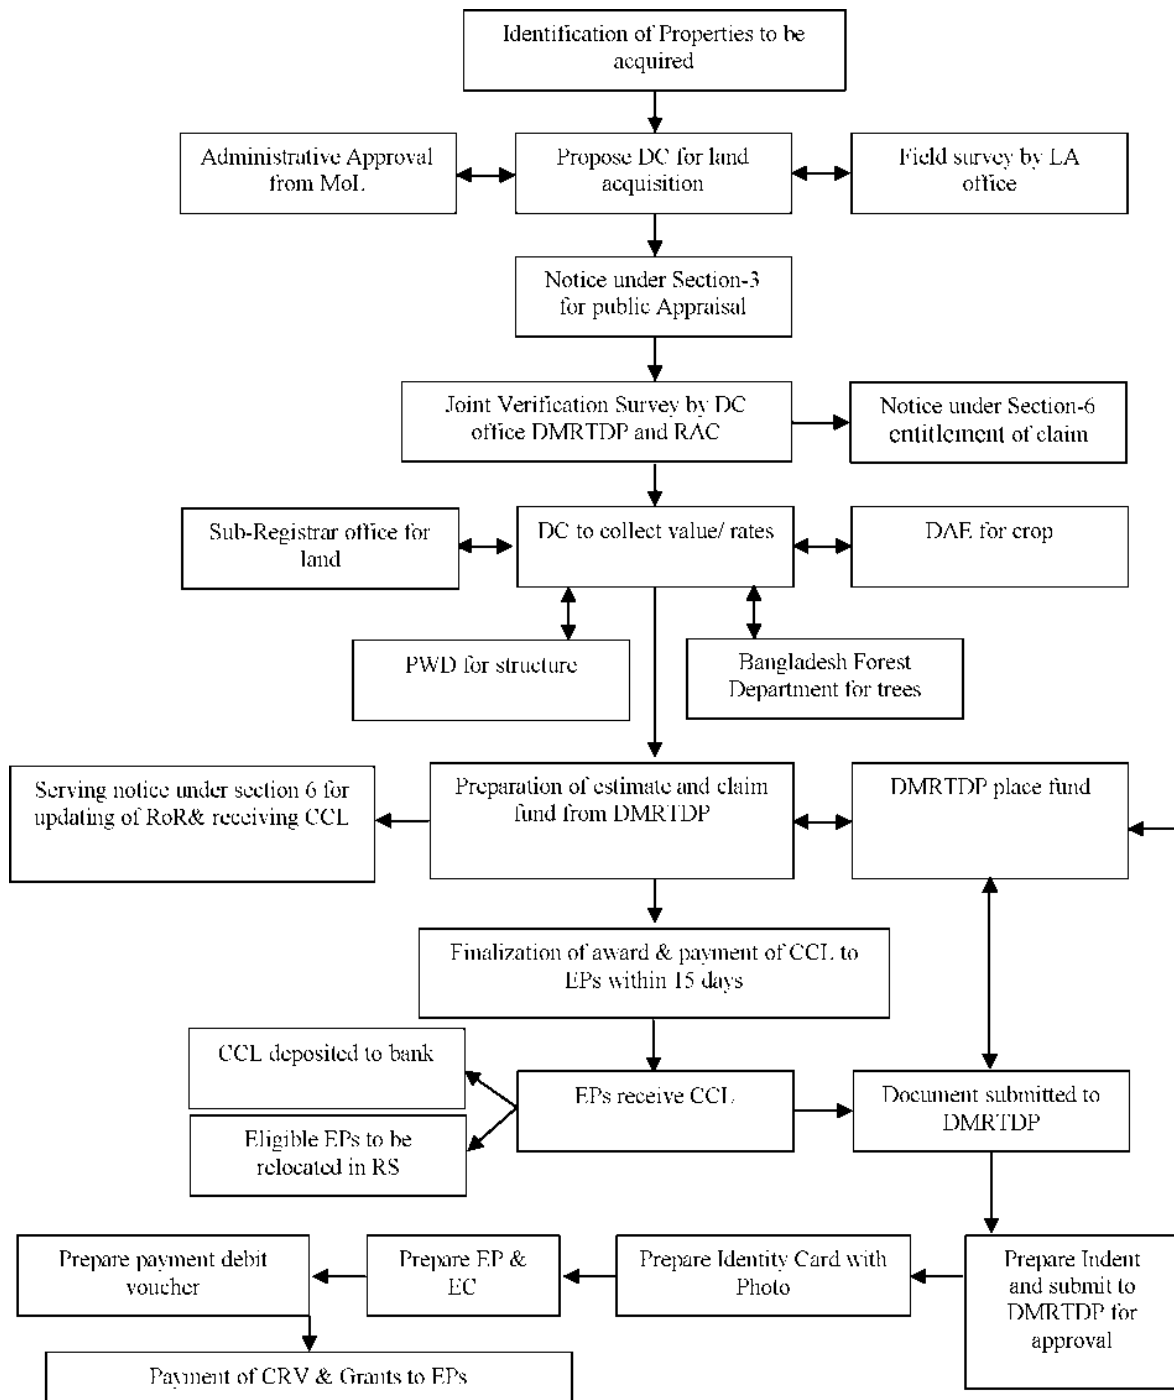 Identification of Properties to be
acquired
Administrative Approval
from MoL
Propose DC for land
acquisition
Field survey by LA
office
Notice under Section-3
for public Appraisal
Joint Verification Survey by DC
office DMRTDP and RAC
Notice under Section-6
entitlement of claim
Sub-Registrar office for
land
DC to collect value/ rates
DAE for crop
PWD for structure
Bangladesh Forest
Department for trees
Serving notice under section 6 for
updating of RoR& receiving CCL
Preparation of estimate and claim
fund from DMRTDP
DMRTDP place fund
Finalization of award & payment of CCL to
EPs within 15 days
CCL deposited to bank
EPs receive CCL
Document submitted to
DMRTDP
Eligible EPs to be
relocated in RS
Prepare payment debit
voucher
Prepare EP &
EC
Prepare Identity Card with
Photo
Prepare Indent
and submit to
DMRTDP for
approval
Payment of CRV & Grants to EPs